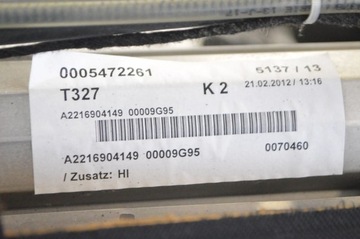 0005472261 5137 / 13
T327 K 2 21.02.2012 / 13:16
A2216904149 00009G95
A2216904149 00009G95 0070460
/ Zusatz: HI